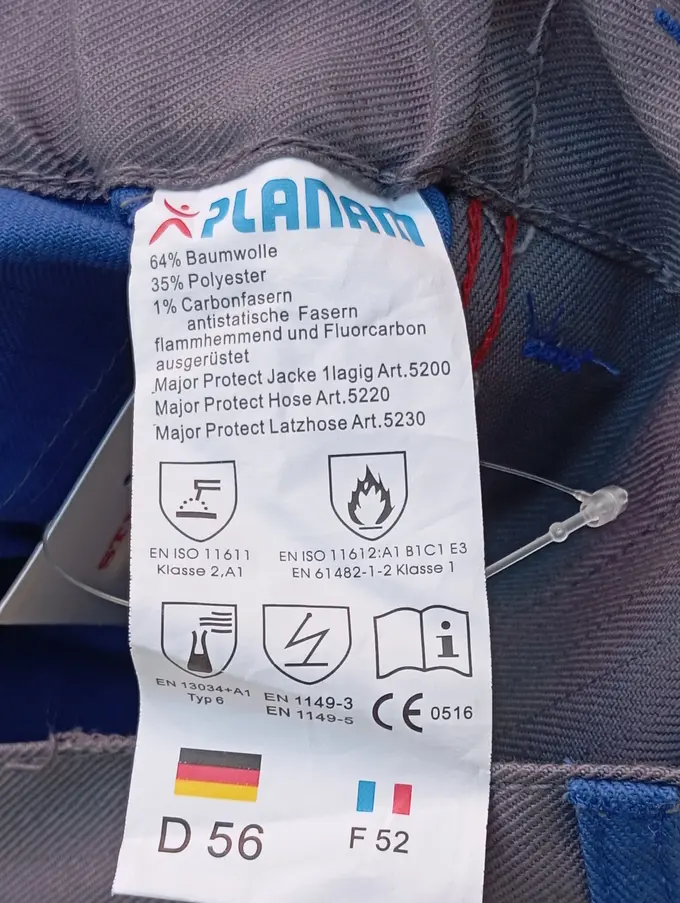 PLANAM
64% Baumwolle
35% Polyester
1% Carbonfasern
antistatische Fasern
flammhemmend und Fluorcarbon
ausgerüstet
Major Protect Jacke 1lagig Art.5200
Major Protect Hose Art.5220
Major Protect Latzhose Art.5230
EN ISO 11611
Klasse 2,A1
EN ISO 11612:A1 B1C1 E3
EN 61482-1-2 Klasse 1
EN 13034+A1
Typ 6
EN 1149-3
EN 1149-5
i
CE 0516
D 56
F 52